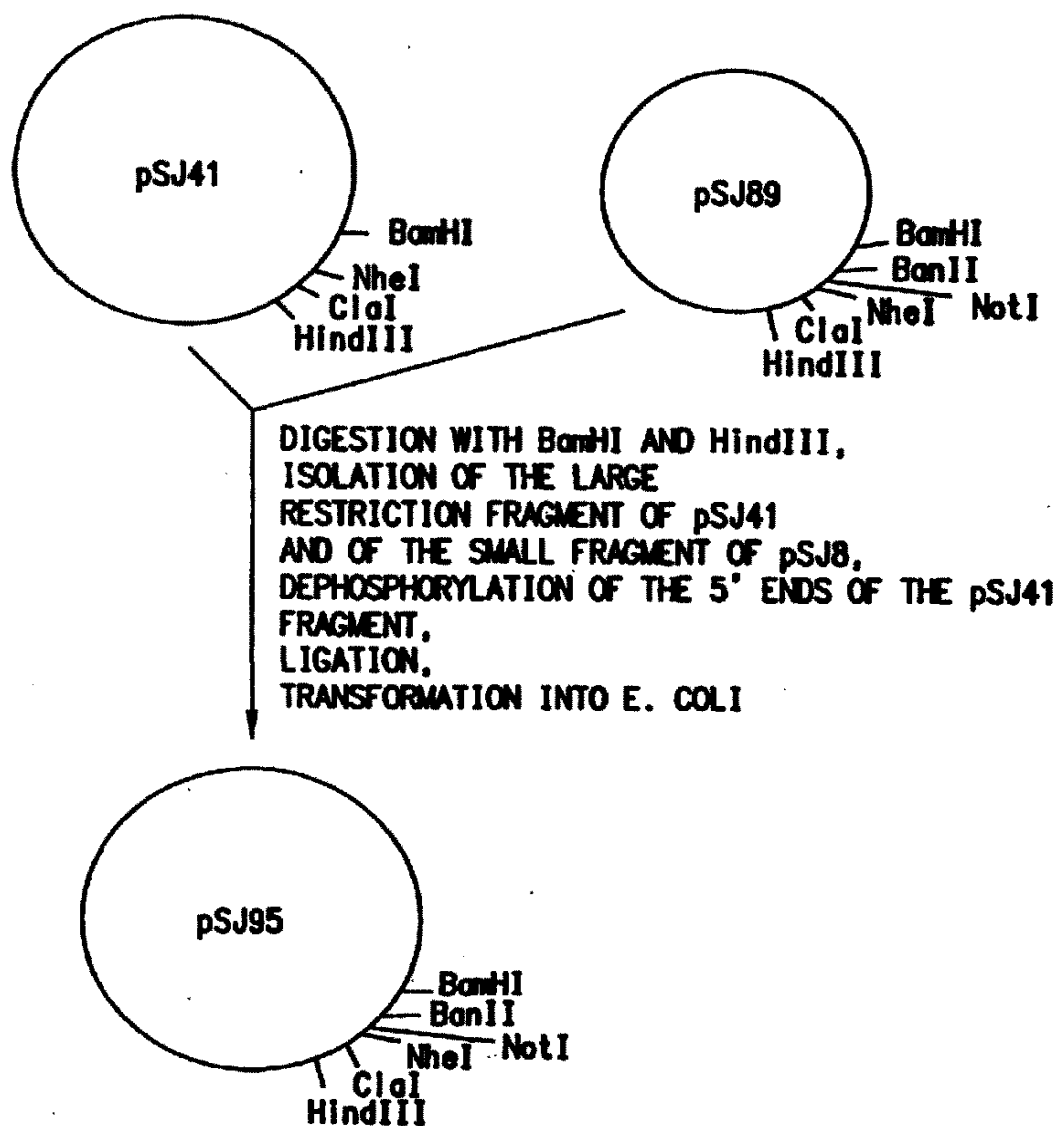 pSJ41
BamHI
NheI
ClaI
HindIII
pSJ89
BamHI
BanII
NotI
NheI
ClaI
HindIII
DIGESTION WITH BamHI AND HindIII,
ISOLATION OF THE LARGE
RESTRICTION FRAGMENT OF pSJ41
AND OF THE SMALL FRAGMENT OF pSJ8,
DEPHOSPHORYLATION OF THE 5' ENDS OF THE pSJ41
FRAGMENT,
LIGATION,
TRANSFORMATION INTO E. COLI
pSJ95
BamHI
BanII
NotI
NheI
ClaI
HindIII